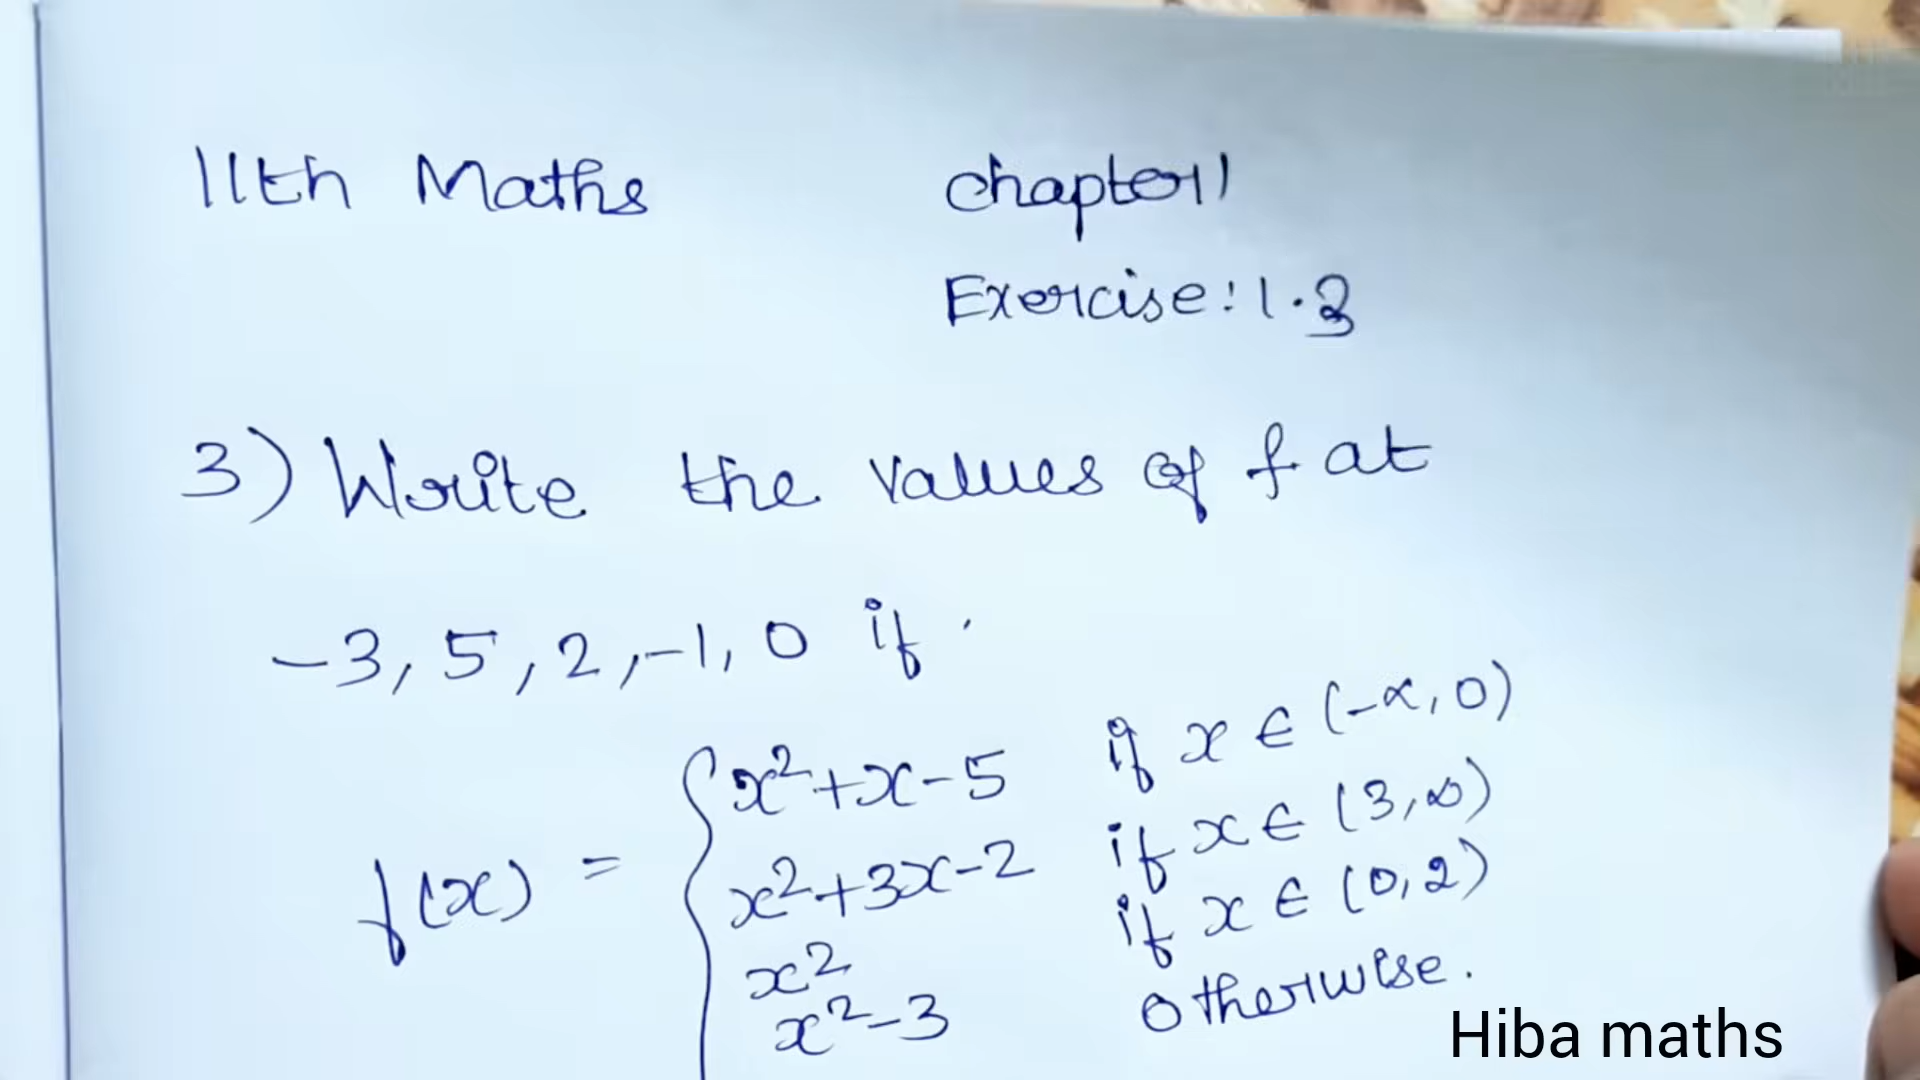 11th Maths chapter 1
Exercise: 1.3
3) Write the values of f at
-3, 5, 2, -1, 0 if
x²+x-5 if x ∈ (-∝, 0)
x²+3x-2 if x ∈ (3, ∞)
f(x) =
x² if x ∈ (0, 2)
x²-3 otherwise.
Hiba maths